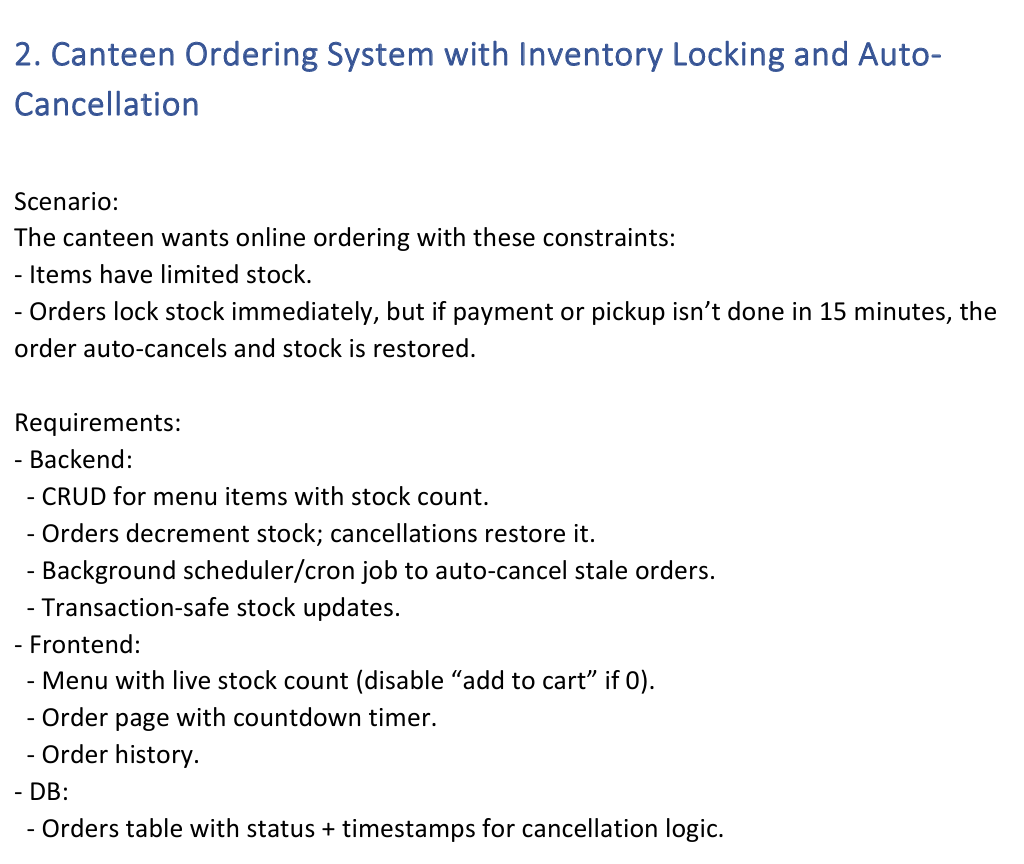 2. Canteen Ordering System with Inventory Locking and Auto-
Cancellation
Scenario:
The canteen wants online ordering with these constraints:
- Items have limited stock.
- Orders lock stock immediately, but if payment or pickup isn’t done in 15 minutes, the
order auto-cancels and stock is restored.
Requirements:
- Backend:
- CRUD for menu items with stock count.
- Orders decrement stock; cancellations restore it.
- Background scheduler/cron job to auto-cancel stale orders.
- Transaction-safe stock updates.
- Frontend:
- Menu with live stock count (disable “add to cart” if 0).
- Order page with countdown timer.
- Order history.
- DB:
- Orders table with status + timestamps for cancellation logic.